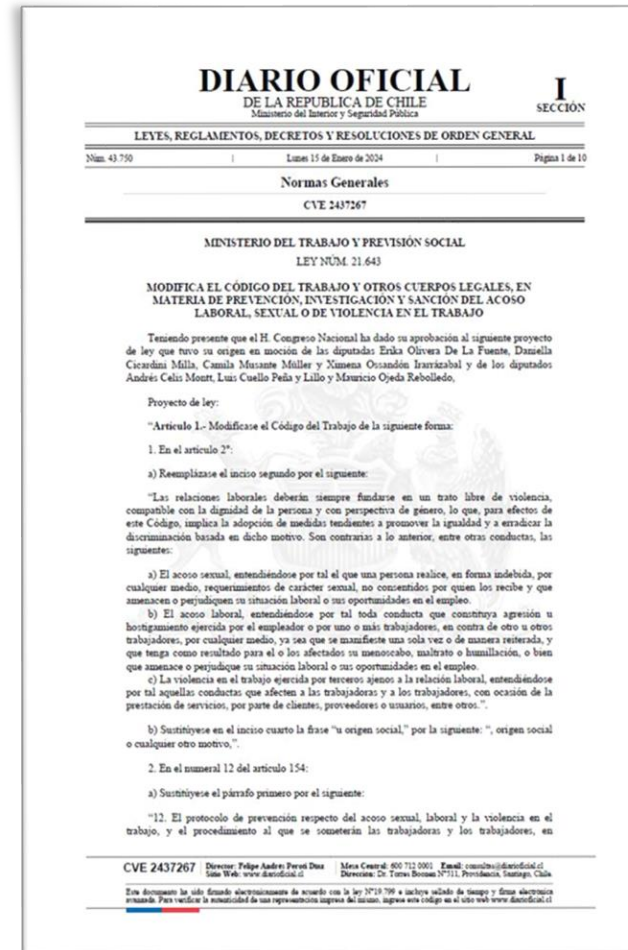 DIARIO OFICIAL
DE LA REPUBLICA DE CHILE
Ministerio del Interior y Seguridad Pública
I
SECCIÓN
LEYES, REGLAMENTOS, DECRETOS Y RESOLUCIONES DE ORDEN GENERAL
Núm. 43.750 | Lunes 15 de Enero de 2024 | Página 1 de 10
Normas Generales
CVE 2437267
MINISTERIO DEL TRABAJO Y PREVISIÓN SOCIAL
LEY NÚM. 21.643
MODIFICA EL CÓDIGO DEL TRABAJO Y OTROS CUERPOS LEGALES, EN
MATERIA DE PREVENCIÓN, INVESTIGACIÓN Y SANCIÓN DEL ACOSO
LABORAL, SEXUAL O DE VIOLENCIA EN EL TRABAJO
Teniendo presente que el H. Congreso Nacional ha dado su aprobación al siguiente proyecto
de ley que tuvo su origen en moción de las diputadas Erika Olivera De La Fuente, Daniella
Cicardini Milla, Camila Musante Müller y Ximena Ossandón Irarrázabal y de los diputados
Andrés Celis Montt, Luis Cuello Peña y Lillo y Mauricio Ojeda Rebolledo,
Proyecto de ley:
"Artículo 1.- Modifícase el Código del Trabajo de la siguiente forma:
1. En el artículo 2°:
a) Reemplázase el inciso segundo por el siguiente:
"Las relaciones laborales deberán siempre fundarse en un trato libre de violencia,
compatible con la dignidad de la persona y con perspectiva de género, lo que, para efectos de
este Código, implica la adopción de medidas tendientes a promover la igualdad y a erradicar la
discriminación basada en dicho motivo. Son contrarias a lo anterior, entre otras conductas, las
siguientes:
a) El acoso sexual, entendiéndose por tal el que una persona realice, en forma indebida, por
cualquier medio, requerimientos de carácter sexual, no consentidos por quien los recibe y que
amenacen o perjudiquen su situación laboral o sus oportunidades en el empleo.
b) El acoso laboral, entendiéndose por tal toda conducta que constituya agresión u
hostigamiento ejercida por el empleador o por uno o más trabajadores, en contra de otro u otros
trabajadores, por cualquier medio, ya sea que se manifieste una sola vez o de manera reiterada, y
que tenga como resultado para el o los afectados su menoscabo, maltrato o humillación, o bien
que amenace o perjudique su situación laboral o sus oportunidades en el empleo.
c) La violencia en el trabajo ejercida por terceros ajenos a la relación laboral, entendiéndose
por tal aquellas conductas que afecten a las trabajadoras y a los trabajadores, con ocasión de la
prestación de servicios, por parte de clientes, proveedores o usuarios, entre otros.".
b) Sustitúyese en el inciso cuarto la frase "u origen social," por la siguiente: ", origen social
o cualquier otro motivo,".
2. En el numeral 12 del artículo 154:
a) Sustitúyese el párrafo primero por el siguiente:
"12. El protocolo de prevención respecto del acoso sexual, laboral y la violencia en el
trabajo, y el procedimiento al que se someterán las trabajadoras y los trabajadores, en
CVE 2437267 | Director: Felipe Andrés Peroti Díaz
Sitio Web: www.diarioficial.cl
Mesa Central: 600 712 0001 Email: consultas@diarioficial.cl
Dirección: Dr. Torres Boonen N°511, Providencia, Santiago, Chile.
Este documento ha sido firmado electrónicamente de acuerdo con la ley N°19.799 e incluye sellado de tiempo y firma electrónica
avanzada. Para verificar la autenticidad de una representación impresa del mismo, ingrese este código en el sitio web www.diarioficial.cl